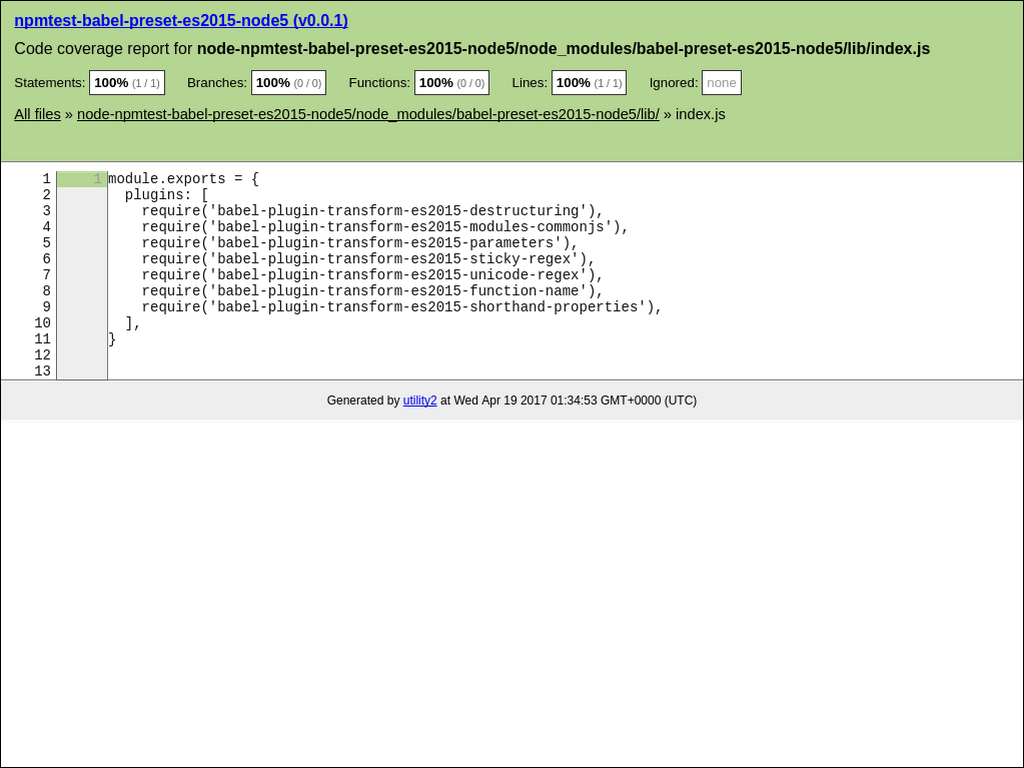 npmtest-babel-preset-es2015-node5 (v0.0.1)
Code coverage report for node-npmtest-babel-preset-es2015-node5/node_modules/babel-preset-es2015-node5/lib/index.js
Statements: 100% (1 / 1) Branches: 100% (0 / 0) Functions: 100% (0 / 0) Lines: 100% (1 / 1) Ignored: none
All files » node-npmtest-babel-preset-es2015-node5/node_modules/babel-preset-es2015-node5/lib/ » index.js
1 1 module.exports = {
2   plugins: [
3     require('babel-plugin-transform-es2015-destructuring'),
4     require('babel-plugin-transform-es2015-modules-commonjs'),
5     require('babel-plugin-transform-es2015-parameters'),
6     require('babel-plugin-transform-es2015-sticky-regex'),
7     require('babel-plugin-transform-es2015-unicode-regex'),
8     require('babel-plugin-transform-es2015-function-name'),
9     require('babel-plugin-transform-es2015-shorthand-properties'),
10   ],
11 }
12
13
Generated by utility2 at Wed Apr 19 2017 01:34:53 GMT+0000 (UTC)